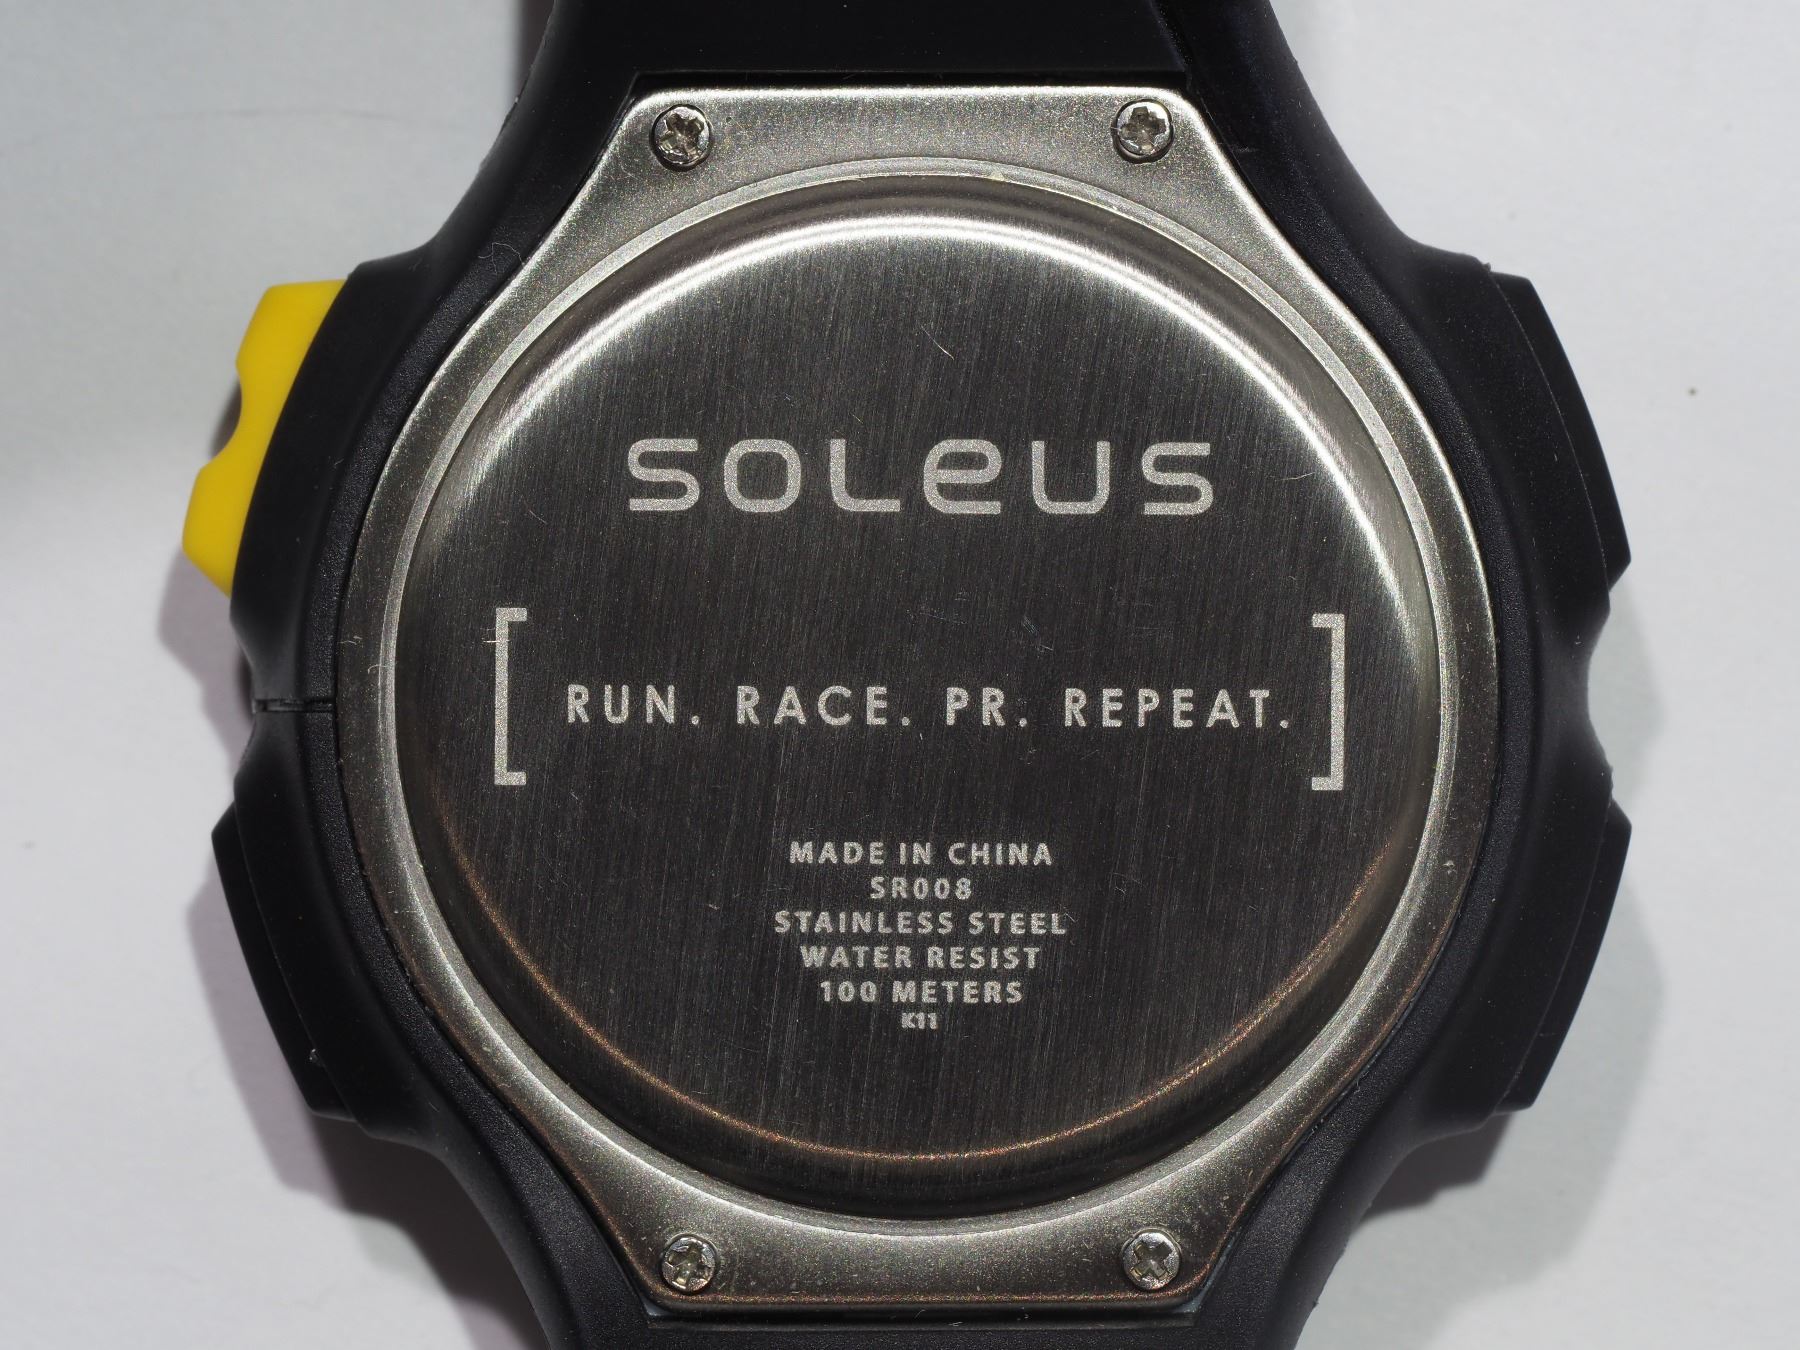 SOLEUS
[ RUN. RACE. PR. REPEAT. ]
MADE IN CHINA
SR008
STAINLESS STEEL
WATER RESIST
100 METERS
K11